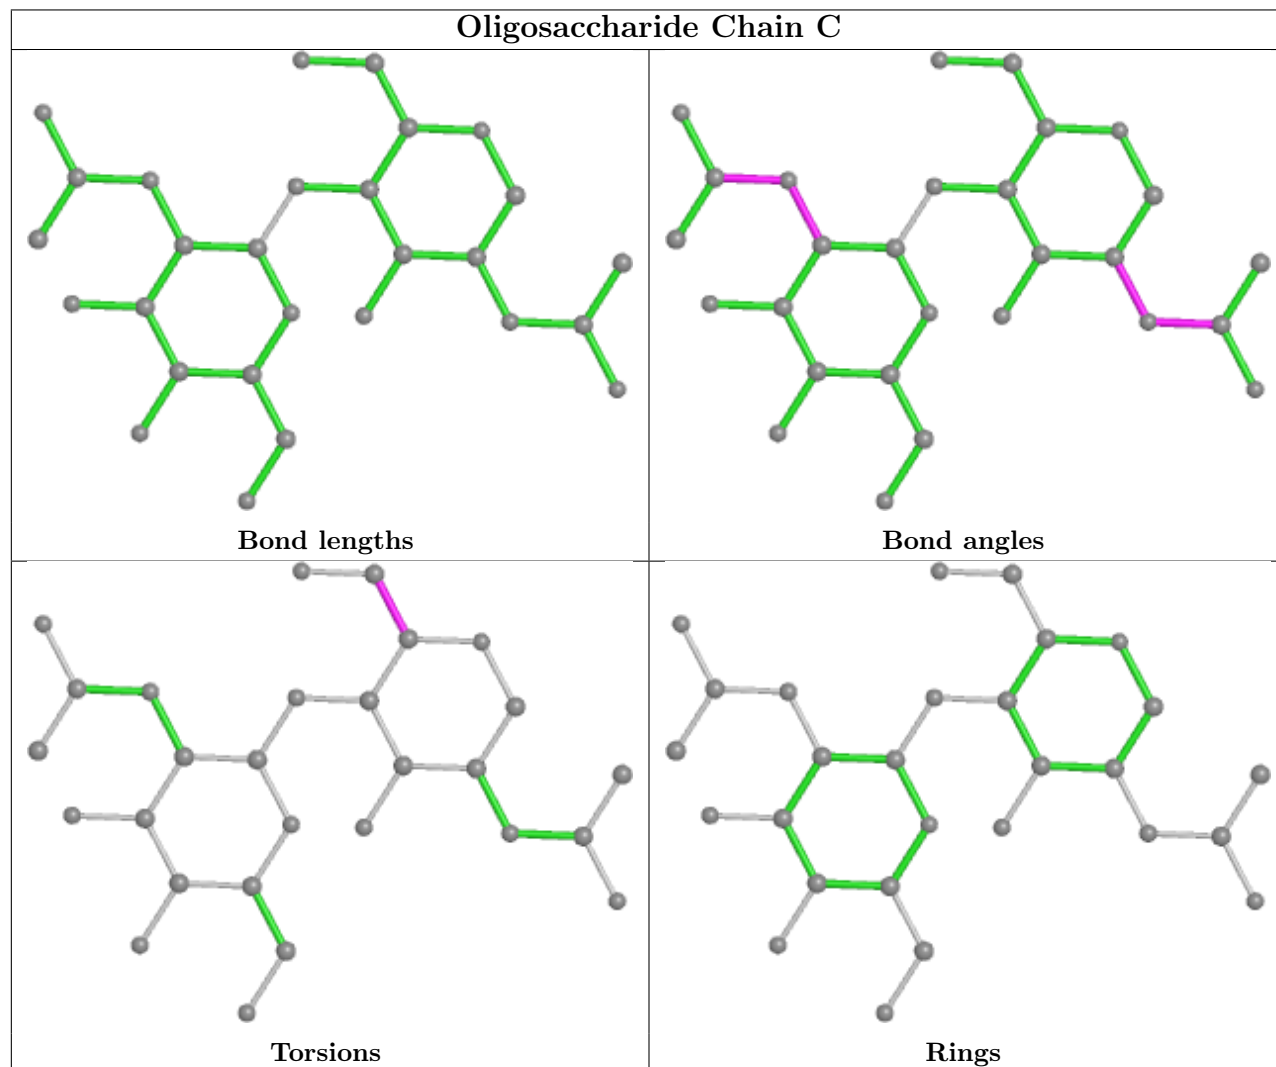 Oligosaccharide Chain C
Bond lengths
Bond angles
Torsions
Rings